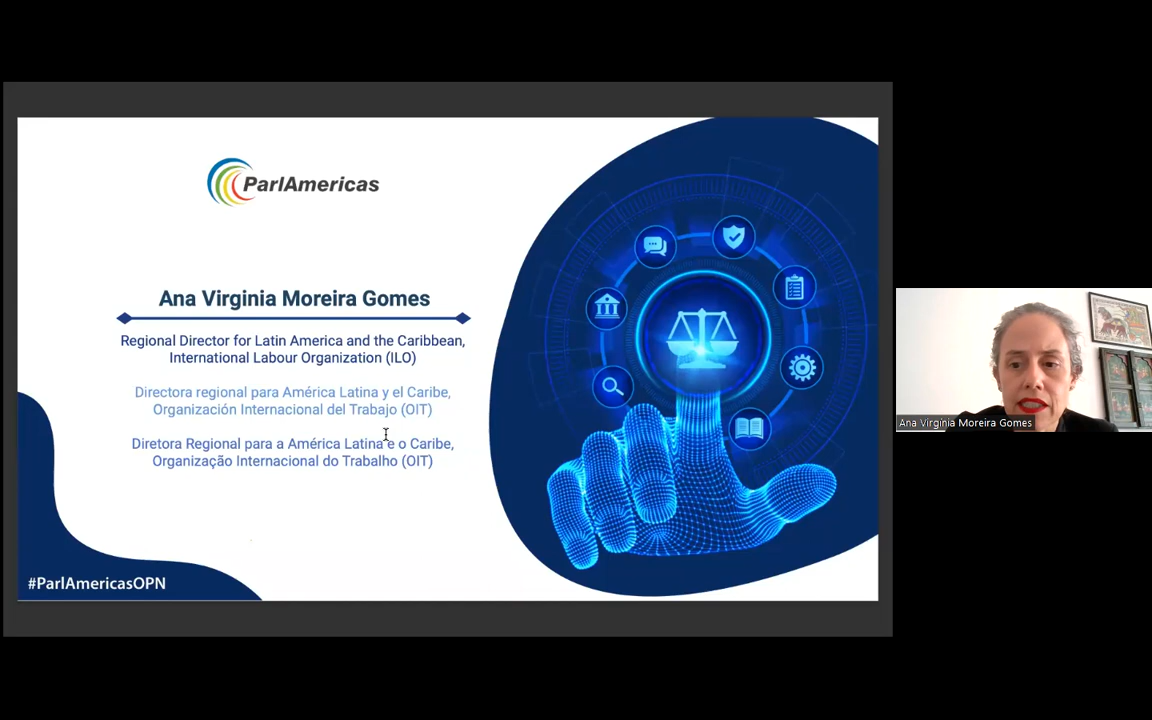 ParlAmericas
Ana Virginia Moreira Gomes
Regional Director for Latin America and the Caribbean,
International Labour Organization (ILO)
Directora regional para América Latina y el Caribe,
Organización Internacional del Trabajo (OIT)
Diretora Regional para a América Latina e o Caribe,
Organização Internacional do Trabalho (OIT)
#ParlAmericasOPN
Ana Virgínia Moreira Gomes